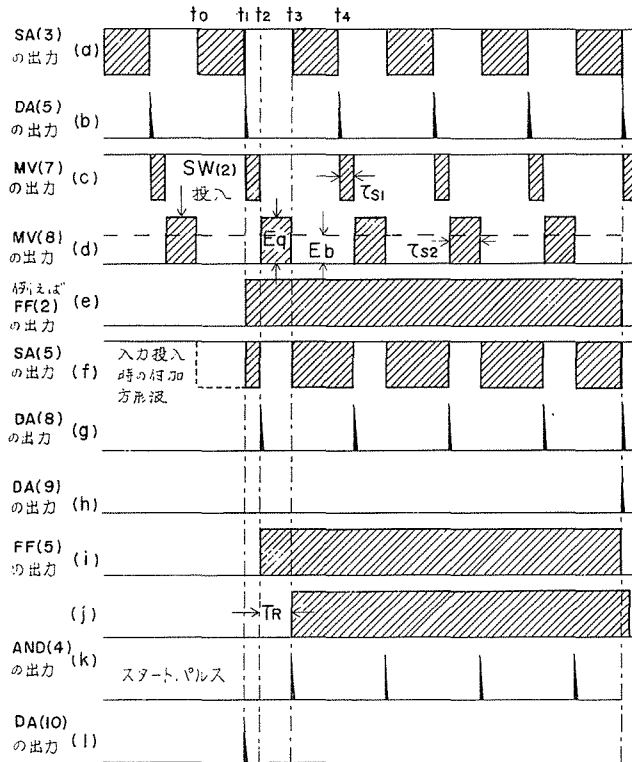 t0 t1 t2 t3 t4
SA(3)
の出力 (a)
DA(5)
の出力 (b)
MV(7)
の出力 (c)
SW(2)
投入
τS1
MV(8)
の出力 (d)
Ea
Eb
τS2
例えば
FF(2) (e)
の出力
SA(5)
の出力 (f)
入力投入
時の付加
方形波
DA(8)
の出力 (g)
DA(9)
の出力 (h)
FF(5)
の出力 (i)
(j)
TR
AND(4)
の出力 (k)
スタート.パルス
DA(10)
の出力 (l)